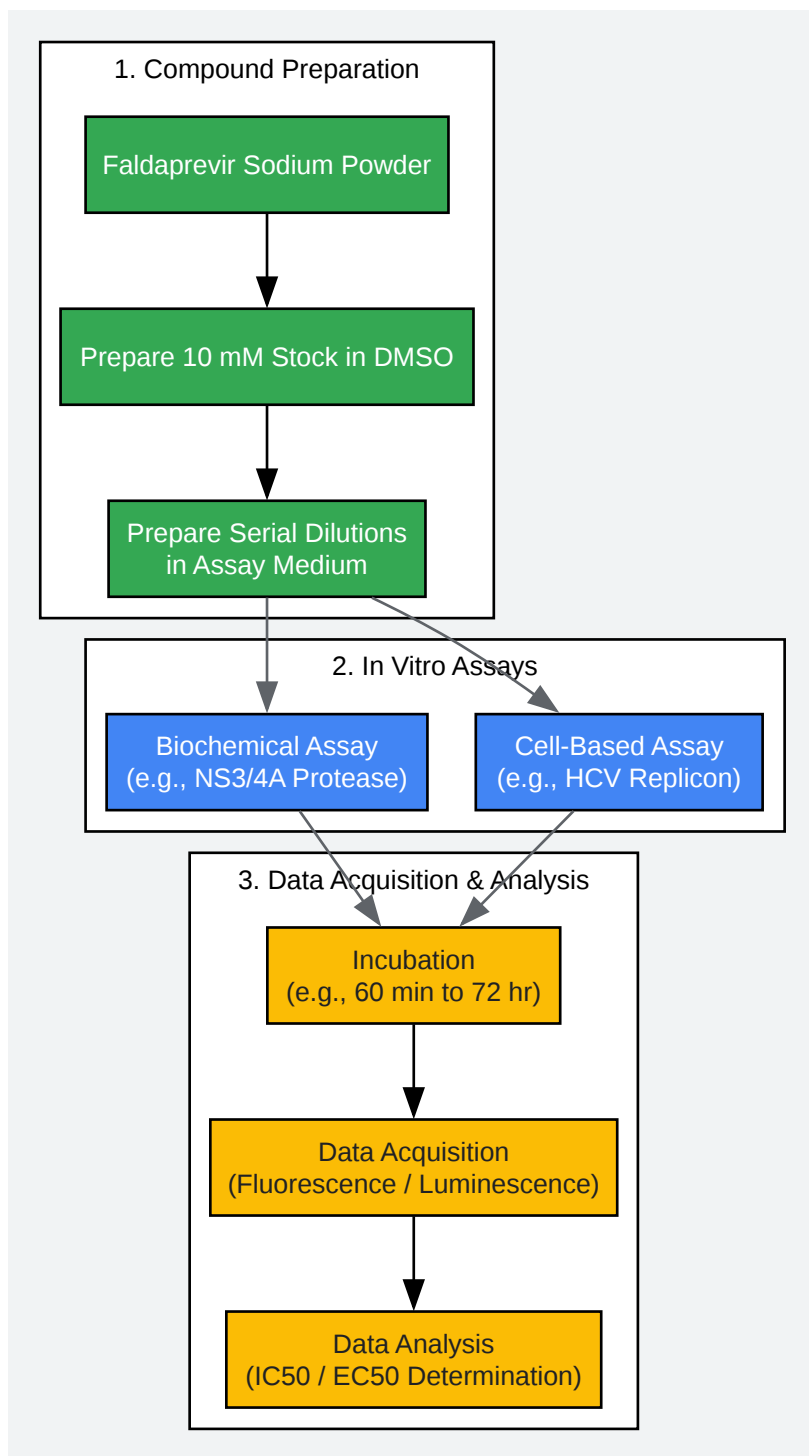 1. Compound Preparation
Faldaprevir Sodium Powder
Prepare 10 mM Stock in DMSO
Prepare Serial Dilutions
in Assay Medium
2. In Vitro Assays
Biochemical Assay
(e.g., NS3/4A Protease)
Cell-Based Assay
(e.g., HCV Replicon)
3. Data Acquisition & Analysis
Incubation
(e.g., 60 min to 72 hr)
Data Acquisition
(Fluorescence / Luminescence)
Data Analysis
(IC50 / EC50 Determination)